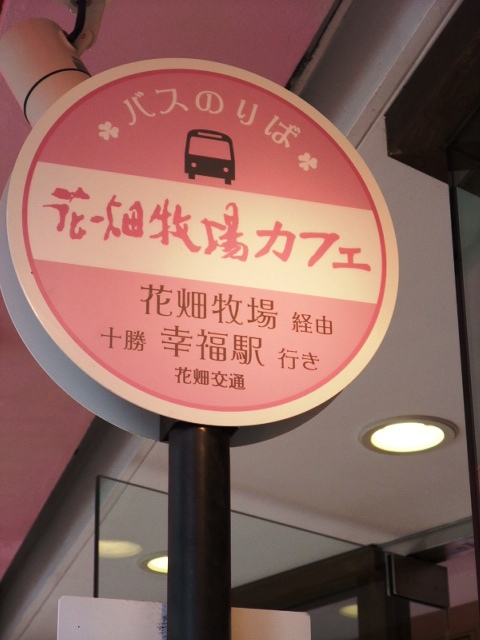 バスのりば
花畑牧場カフェ
花畑牧場 経由
十勝 幸福駅 行き
花畑交通